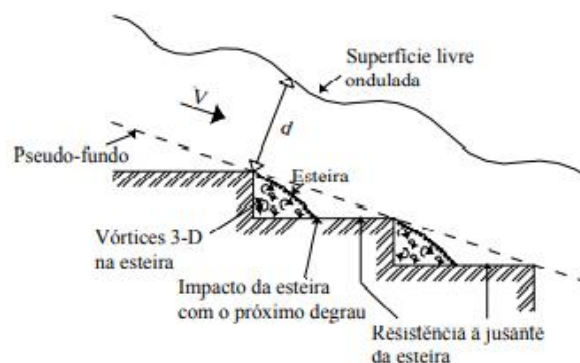 Superfície livre
ondulada
V
d
Pseudo-fundo
Esteira
Vórtices 3-D
na esteira
Impacto da esteira
com o próximo degrau
Resistência à jusante
da esteira